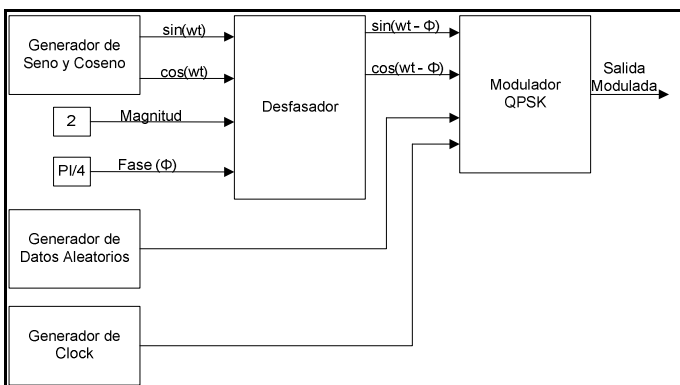 Generador de
Seno y Coseno
sin(wt)
cos(wt)
2
Magnitud
PI/4
Fase (Φ)
Desfasador
sin(wt - Φ)
cos(wt - Φ)
Modulador
QPSK
Salida
Modulada
Generador de
Datos Aleatorios
Generador de
Clock